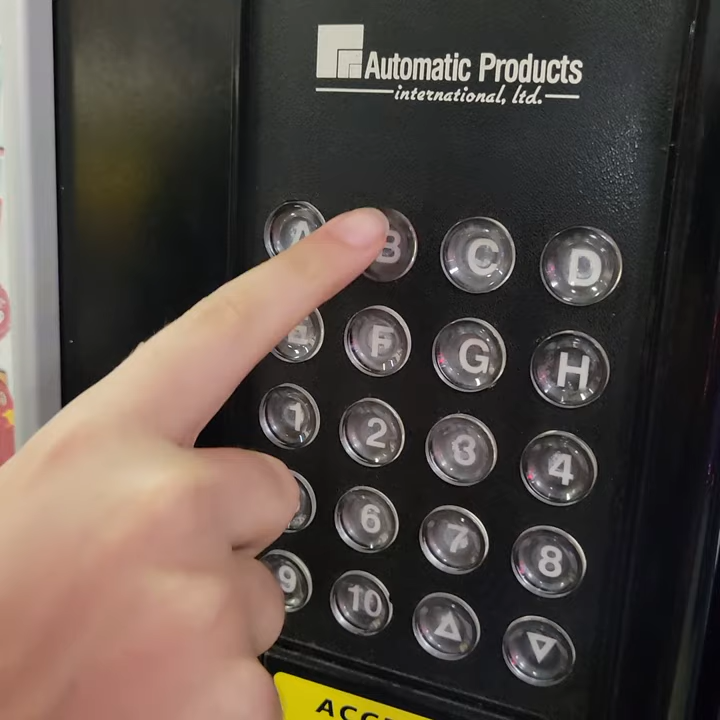 Automatic Products
international, ltd.
A B C D
E F G H
1 2 3 4
6 7 8
9 10